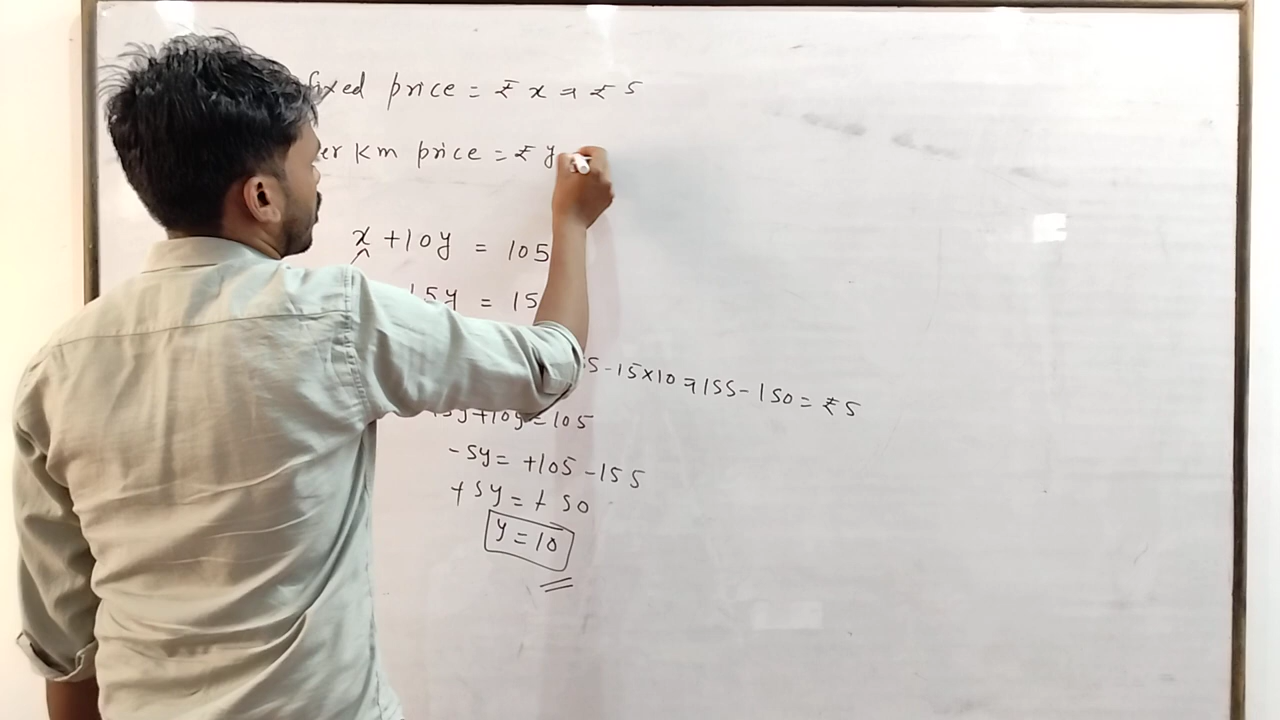 fixed price = ₹ x = ₹ 5
er Km price = ₹ y
x + 10y = 105
15y = 15
5 - 15×10 = 155 - 150 = ₹ 5
15y + 10y = 105
- 5y = +105 - 155
+ 5y = + 50
y = 10